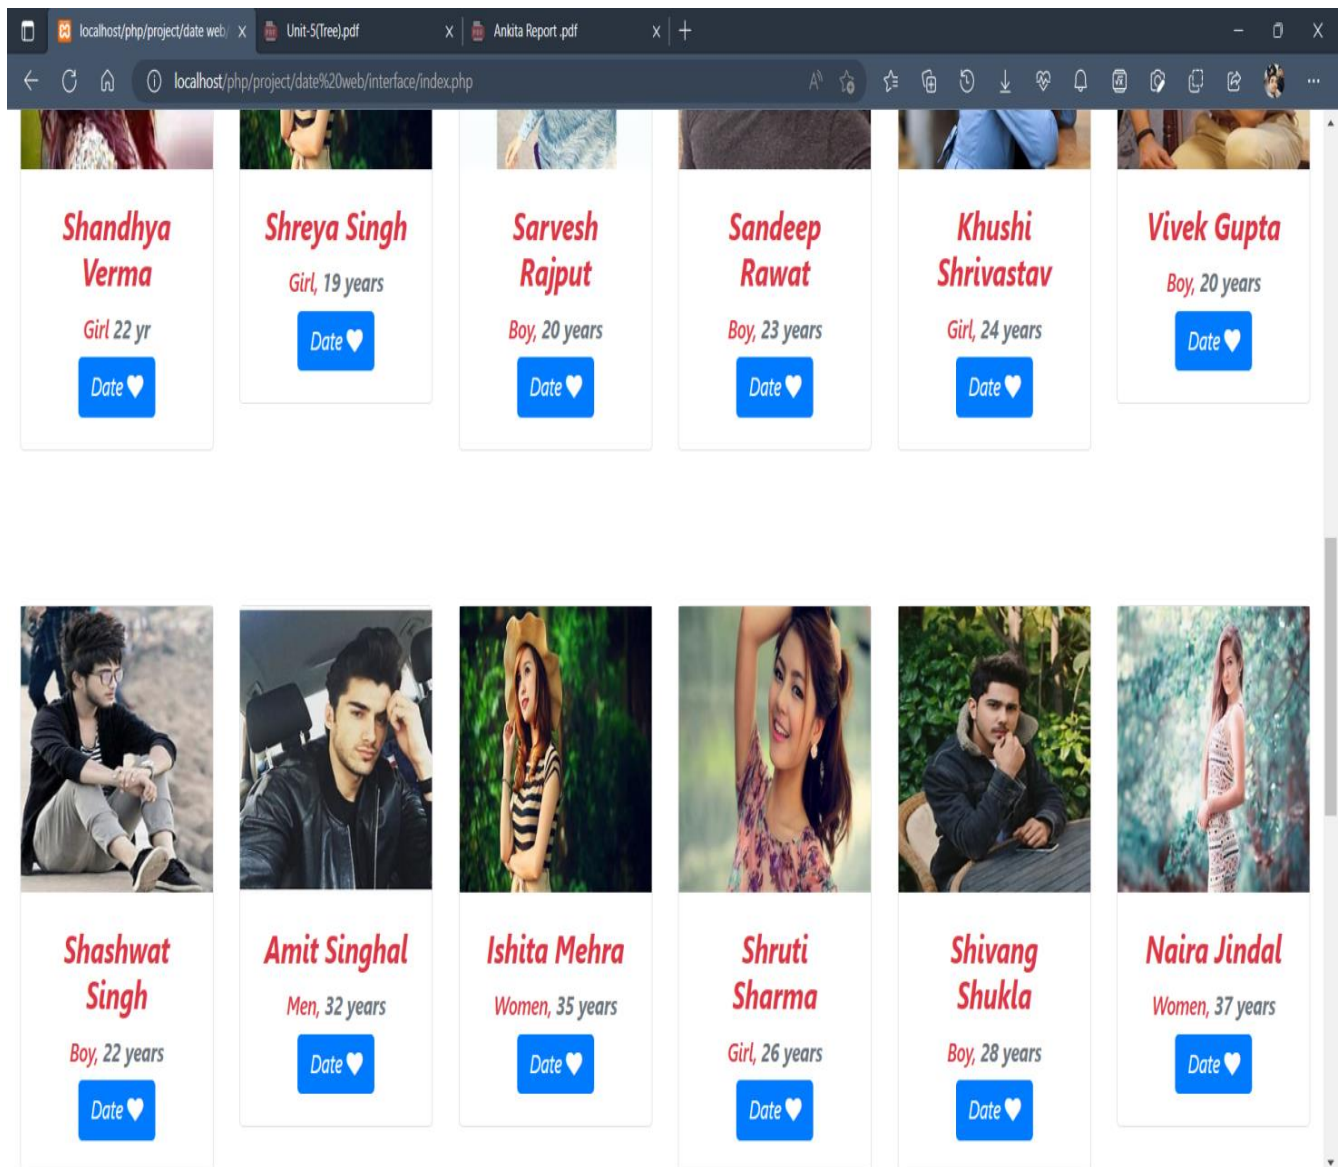 localhost/php/project/date web/
Unit-5(Tree).pdf
Ankita Report .pdf
localhost/php/project/date%20web/interface/index.php
Shandhya
Verma
Girl 22 yr
Date
Shreya Singh
Girl, 19 years
Date
Sarvesh
Rajput
Boy, 20 years
Date
Sandeep
Rawat
Boy, 23 years
Date
Khushi
Shrivastav
Girl, 24 years
Date
Vivek Gupta
Boy, 20 years
Date
Shashwat
Singh
Boy, 22 years
Date
Amit Singhal
Men, 32 years
Date
Ishita Mehra
Women, 35 years
Date
Shruti
Sharma
Girl, 26 years
Date
Shivang
Shukla
Boy, 28 years
Date
Naira Jindal
Women, 37 years
Date